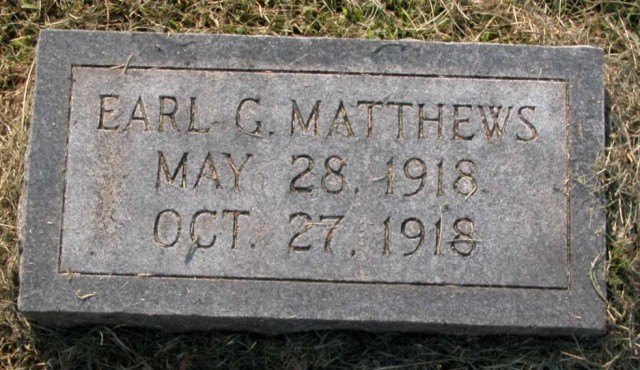 EARL G. MATTHEWS
MAY 28, 1918
OCT. 27, 1918